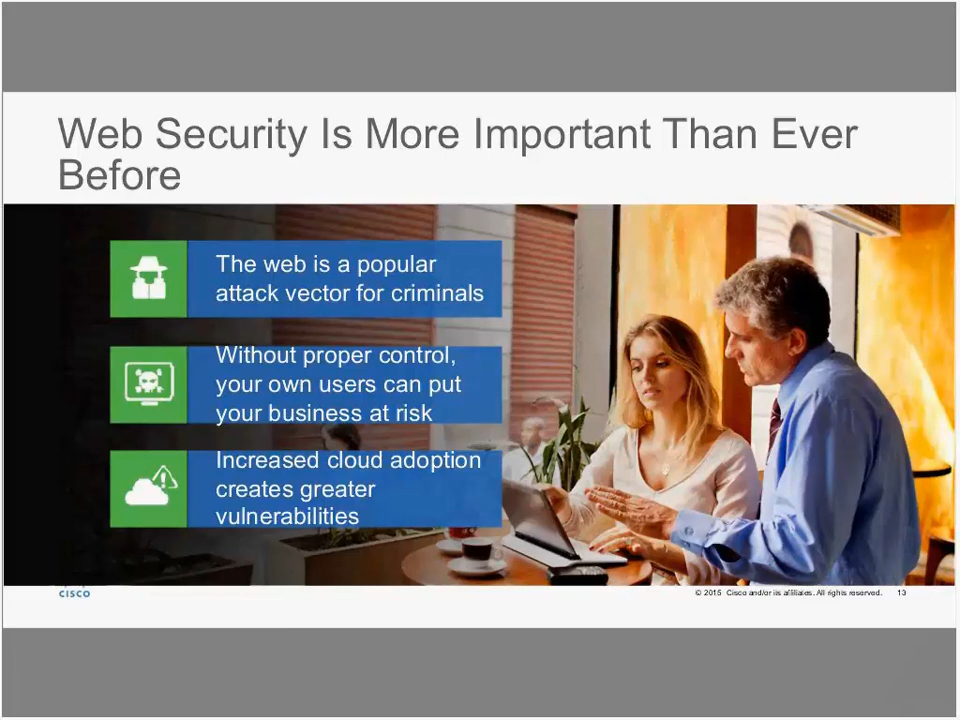 Web Security Is More Important Than Ever
Before
The web is a popular
attack vector for criminals
Without proper control,
your own users can put
your business at risk
Increased cloud adoption
creates greater
vulnerabilities
CISCO
© 2015 Cisco and/or its affiliates. All rights reserved. 13